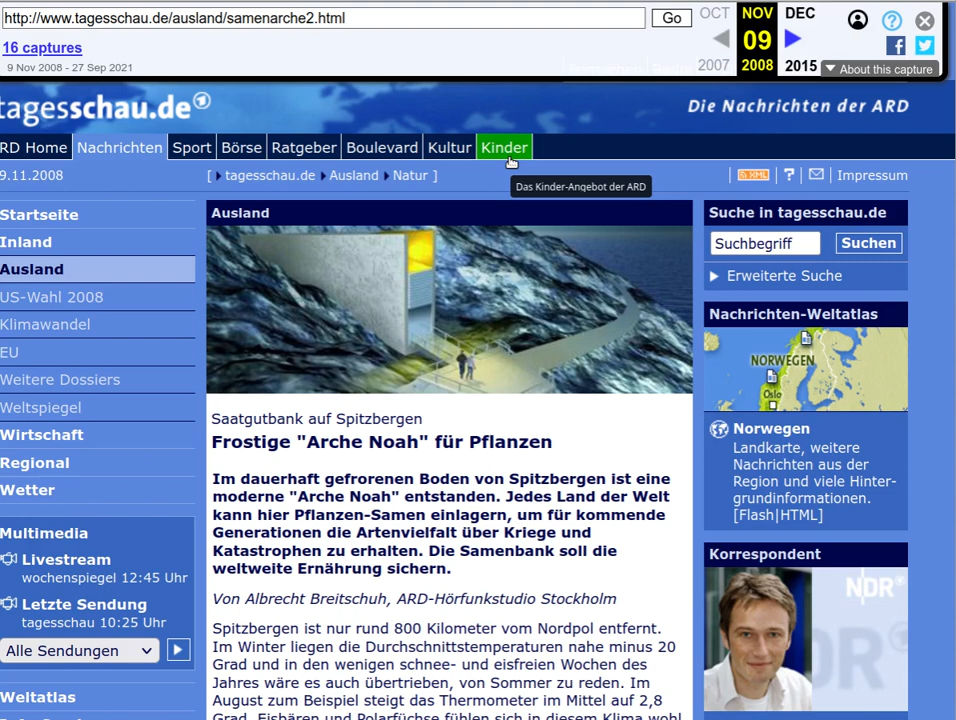 http://www.tagesschau.de/ausland/samenarche2.html
Go
OCT
NOV
DEC
16 captures
09
9 Nov 2008 - 27 Sep 2021
2007
2008
2015
About this capture
tagesschau.de
Die Nachrichten der ARD
RD Home
Nachrichten
Sport
Börse
Ratgeber
Boulevard
Kultur
Kinder
9.11.2008
[ tagesschau.de Ausland Natur ]
XML
?
Impressum
Das Kinder-Angebot der ARD
Startseite
Inland
Ausland
US-Wahl 2008
Klimawandel
EU
Weitere Dossiers
Weltspiegel
Wirtschaft
Regional
Wetter
Multimedia
Livestream
wochenspiegel 12:45 Uhr
Letzte Sendung
tagesschau 10:25 Uhr
Alle Sendungen
Weltatlas
Ausland
Saatgutbank auf Spitzbergen
Frostige "Arche Noah" für Pflanzen
Im dauerhaft gefrorenen Boden von Spitzbergen ist eine
moderne "Arche Noah" entstanden. Jedes Land der Welt
kann hier Pflanzen-Samen einlagern, um für kommende
Generationen die Artenvielfalt über Kriege und
Katastrophen zu erhalten. Die Samenbank soll die
weltweite Ernährung sichern.
Von Albrecht Breitschuh, ARD-Hörfunkstudio Stockholm
Spitzbergen ist nur rund 800 Kilometer vom Nordpol entfernt.
Im Winter liegen die Durchschnittstemperaturen nahe minus 20
Grad und in den wenigen schnee- und eisfreien Wochen des
Jahres wäre es auch übertrieben, von Sommer zu reden. Im
August zum Beispiel steigt das Thermometer im Mittel auf 2,8
Grad. Eisbären und Polarfüchse fühlen sich in diesem Klima wohl
Suche in tagesschau.de
Suchbegriff
Suchen
Erweiterte Suche
Nachrichten-Weltatlas
NORWEGEN
Oslo
Norwegen
Landkarte, weitere
Nachrichten aus der
Region und viele Hinter-
grundinformationen.
[Flash|HTML]
Korrespondent
NDR